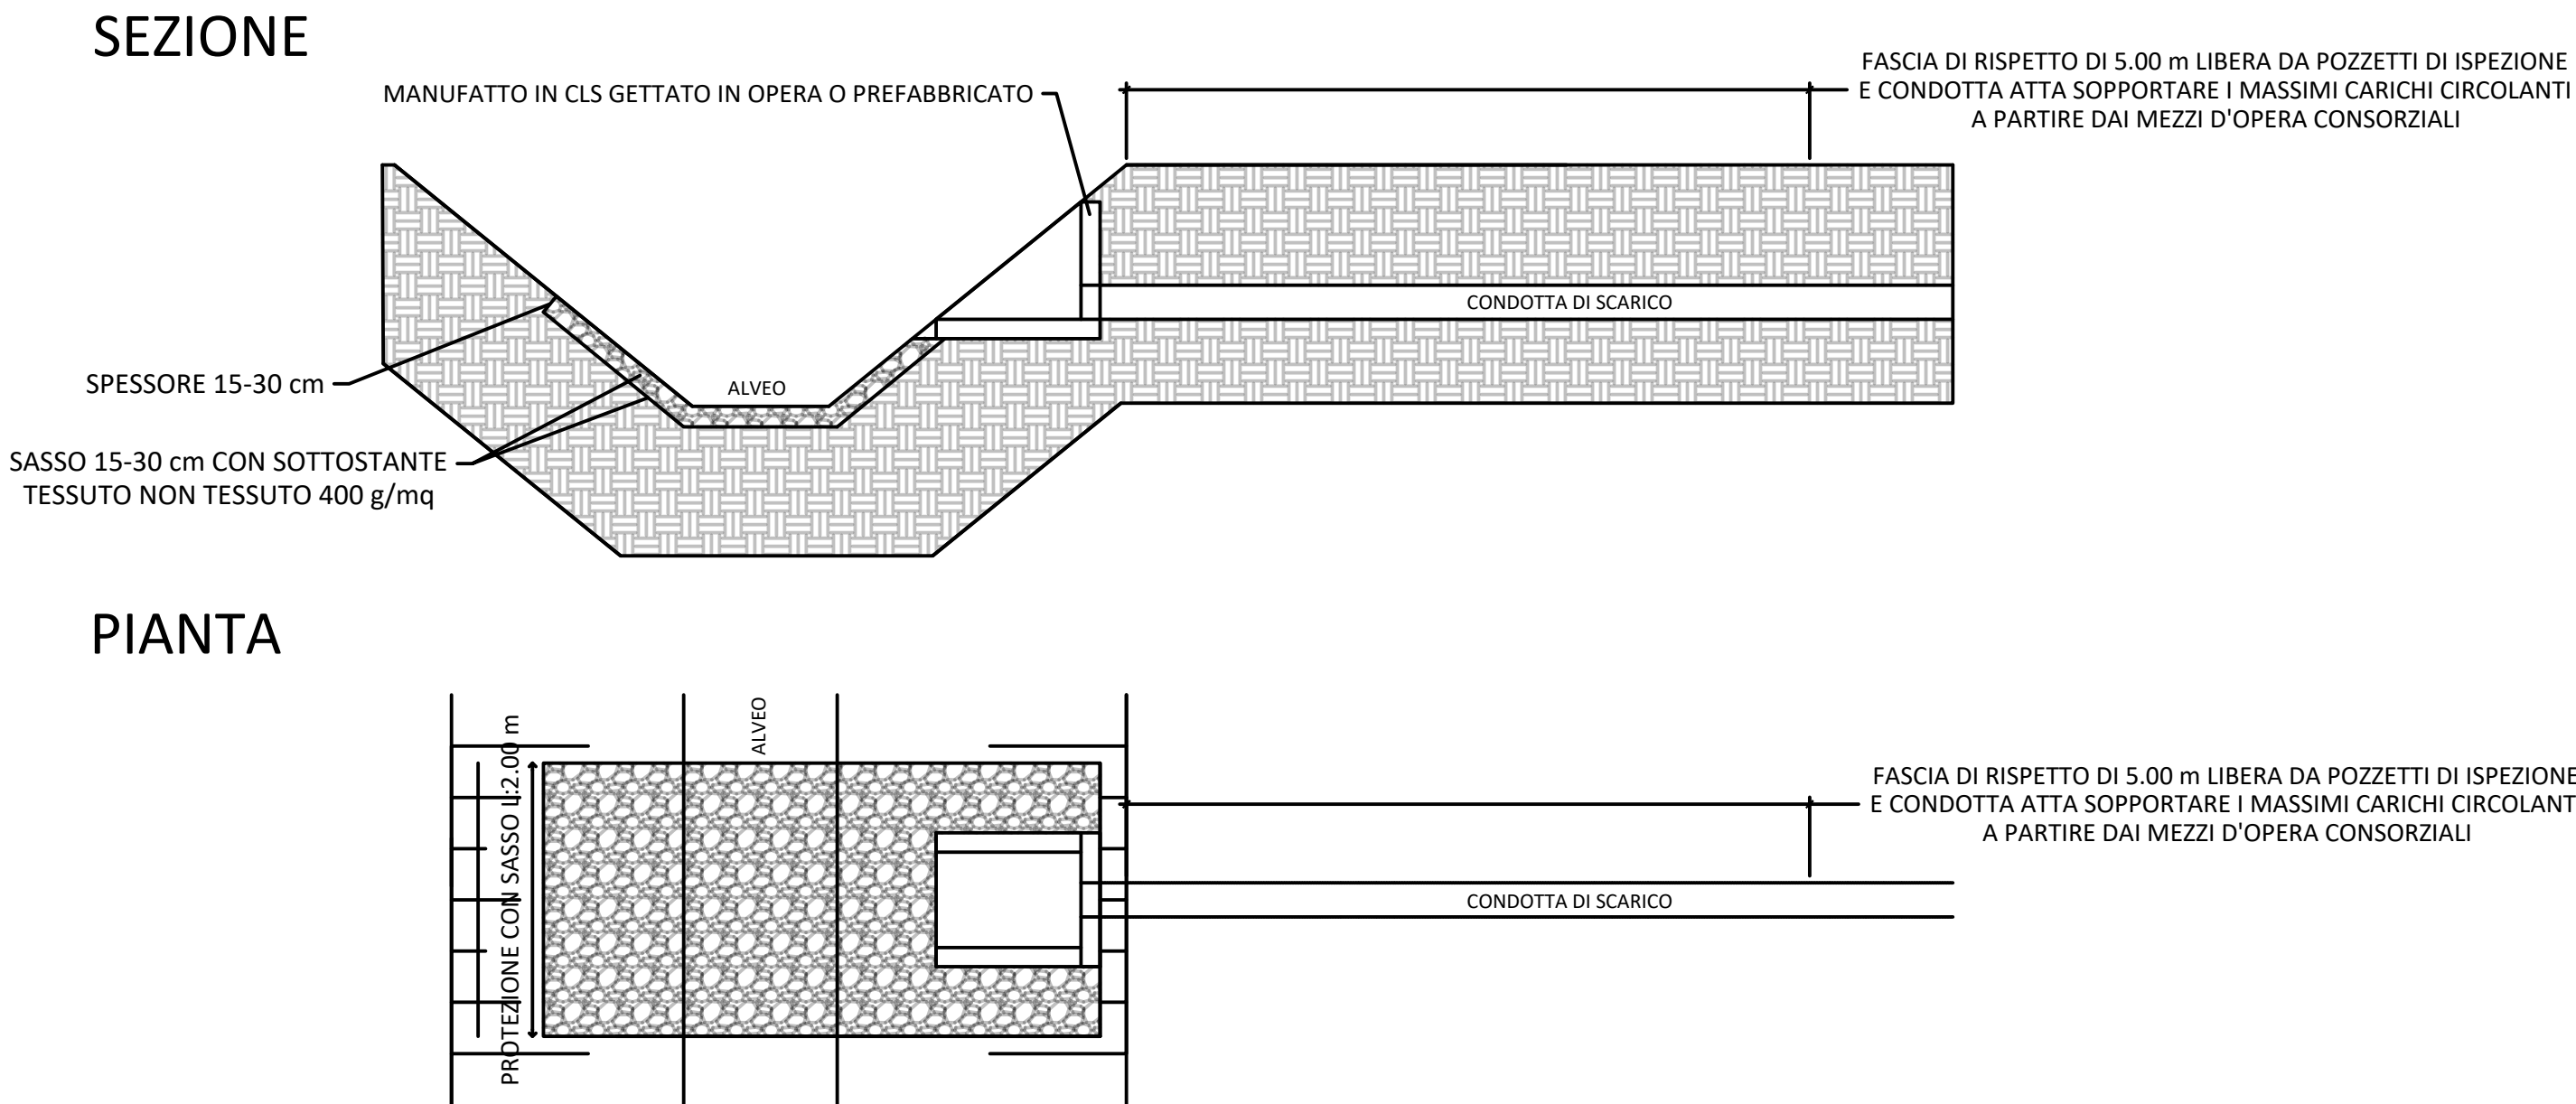 SEZIONE
MANUFATTO IN CLS GETTATO IN OPERA O PREFABBRICATO
FASCIA DI RISPETTO DI 5.00 m LIBERA DA POZZETTI DI ISPEZIONE
E CONDOTTA ATTA SOPPORTARE I MASSIMI CARICHI CIRCOLANTI
A PARTIRE DAI MEZZI D'OPERA CONSORZIALI
CONDOTTA DI SCARICO
SPESSORE 15-30 cm
ALVEO
SASSO 15-30 cm CON SOTTOSTANTE
TESSUTO NON TESSUTO 400 g/mq
PIANTA
PROTEZIONE CON SASSO L:2.00 m
ALVEO
FASCIA DI RISPETTO DI 5.00 m LIBERA DA POZZETTI DI ISPEZIONE
E CONDOTTA ATTA SOPPORTARE I MASSIMI CARICHI CIRCOLANT
A PARTIRE DAI MEZZI D'OPERA CONSORZIALI
CONDOTTA DI SCARICO